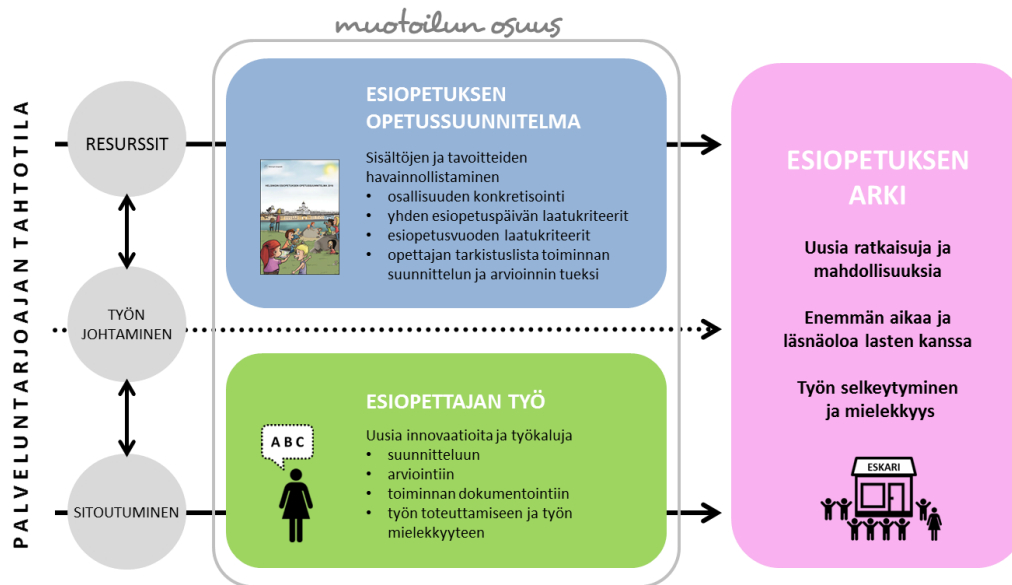 muotoilun osuus
PALVELUNTARJOAJAN TAHTOTILA
RESURSSIT
TYÖN
JOHTAMINEN
SITOUTUMINEN
ESIOPETUKSEN
OPETUSSUUNNITELMA
Sisältöjen ja tavoitteiden
havainnollistaminen
• osallisuuden konkretisointi
• yhden esiopetuspäivän laatukriteerit
• esiopetusvuoden laatukriteerit
• opettajan tarkistuslista toiminnan
suunnittelun ja arvioinnin tueksi
ESIOPETTAJAN TYÖ
A B C
Uusia innovaatioita ja työkaluja
• suunnitteluun
• arviointiin
• toiminnan dokumentointiin
• työn toteuttamiseen ja työn
mielekkyyteen
ESIOPETUKSEN
ARKI
Uusia ratkaisuja ja
mahdollisuuksia
Enemmän aikaa ja
läsnäoloa lasten kanssa
Työn selkeytyminen
ja mielekkyys
ESKARI